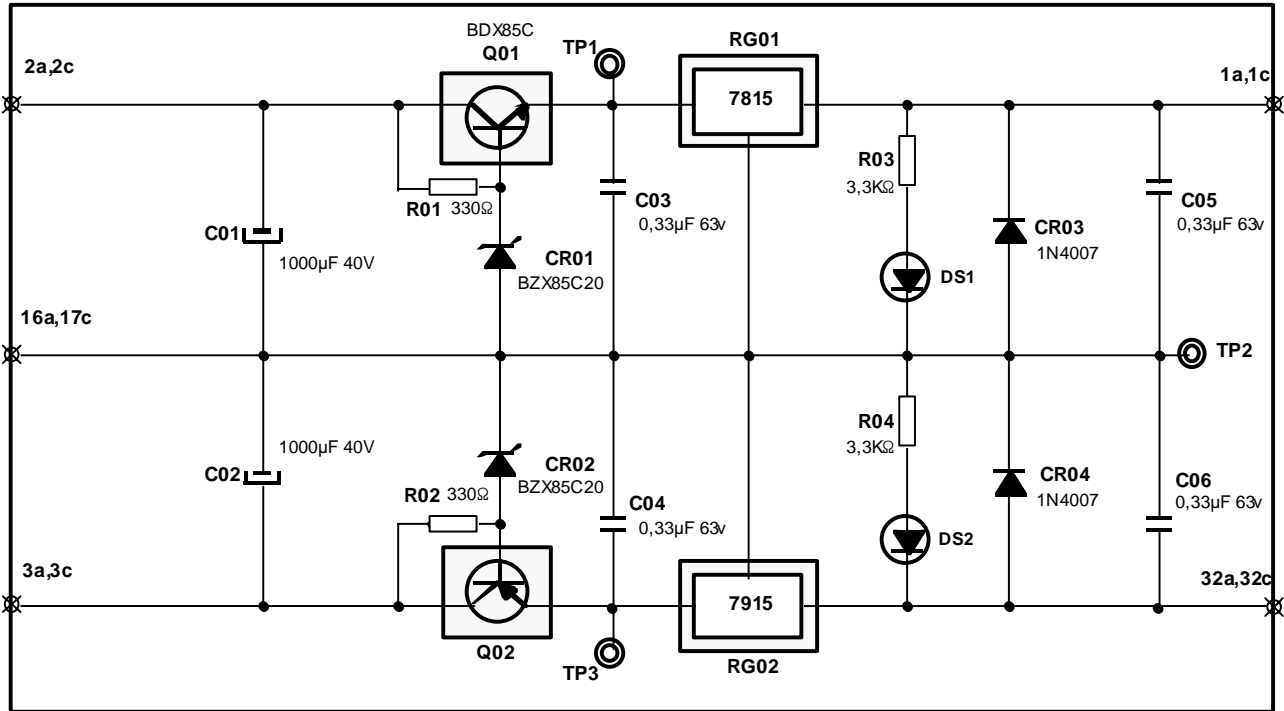 BDX85C
Q01
TP1
RG01
2a,2c
7815
1a,1c
R03
3,3KΩ
R01 330Ω
C03
0,33µF 63v
C05
0,33µF 63v
C01
1000µF 40V
CR01
BZX85C20
CR03
1N4007
DS1
16a,17c
TP2
R04
3,3KΩ
1000µF 40V
C02
CR02
BZX85C20
CR04
1N4007
C06
0,33µF 63v
R02 330Ω
C04
0,33µF 63v
DS2
3a,3c
32a,32c
7915
Q02
TP3
RG02